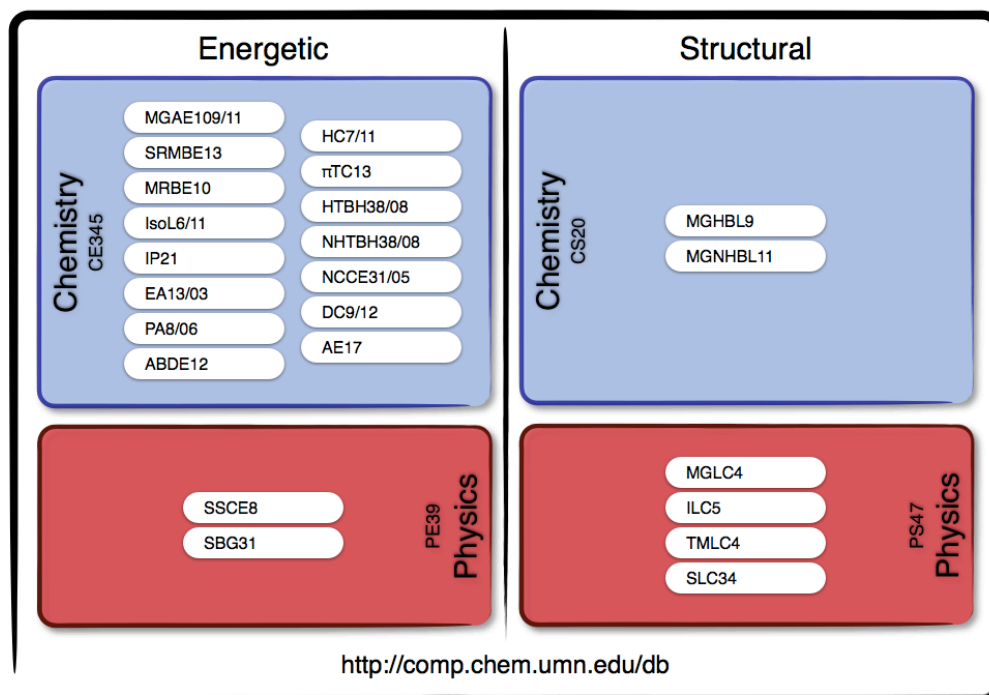 Energetic
Structural
Chemistry
CE345
MGAE109/11
SRMBE13
MRBE10
IsoL6/11
IP21
EA13/03
PA8/06
ABDE12
HC7/11
πTC13
HTBH38/08
NHTBH38/08
NCCE31/05
DC9/12
AE17
Chemistry
CS20
MGHBL9
MGNHBL11
SSCE8
SBG31
PE39
Physics
MGLC4
ILC5
TMLC4
SLC34
PS47
Physics
http://comp.chem.umn.edu/db